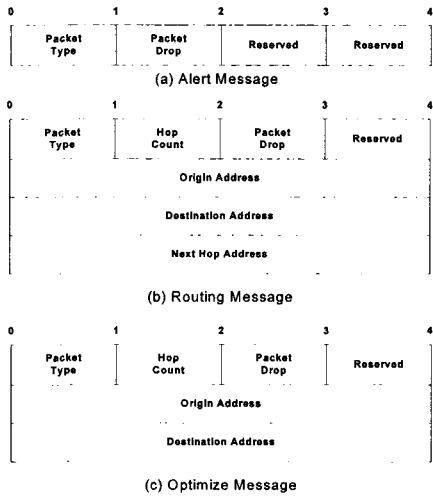 0 1 2 3 4
Packet Type Packet Drop Reserved Reserved
(a) Alert Message
0 1 2 3 4
Packet Type Hop Count Packet Drop Reserved
Origin Address
Destination Address
Next Hop Address
(b) Routing Message
0 1 2 3 4
Packet Type Hop Count Packet Drop Reserved
Origin Address
Destination Address
(c) Optimize Message